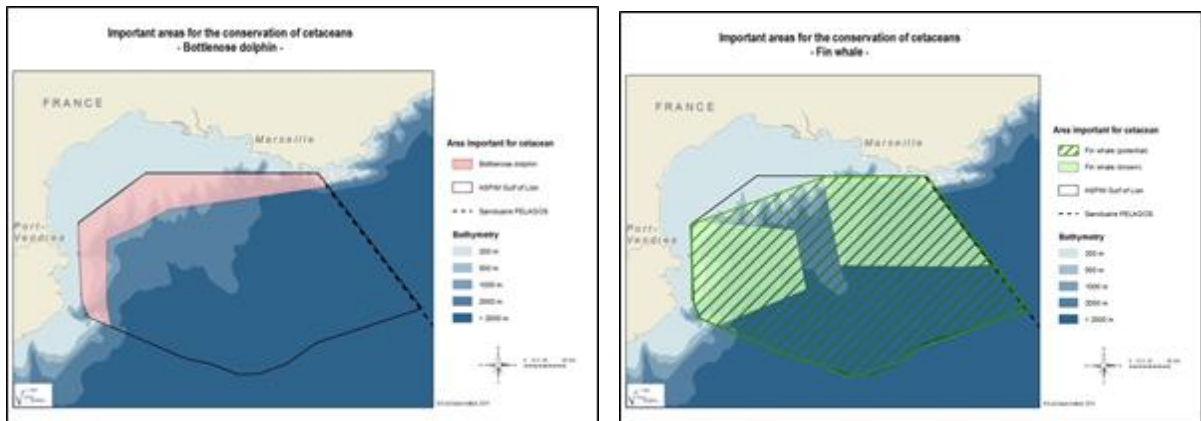 Important areas for the conservation of cetaceans
- Bottlenose dolphin -
FRANCE
Marseille
Port-
Vendres
Area important for cetacean
Bottlenose dolphin
ASPIM Gulf of Lion
Sanctuaire PELAGOS
Bathymetry
200 m
500 m
1000 m
2000 m
Important areas for the conservation of cetaceans
- Fin whale -
FRANCE
Marseille
Port-
Vendres
Area important for cetacean
Fin whale (potential)
Fin whale (known)
ASPIM Gulf of Lion
Sanctuaire PELAGOS
Bathymetry
200 m
500 m
1000 m
2000 m